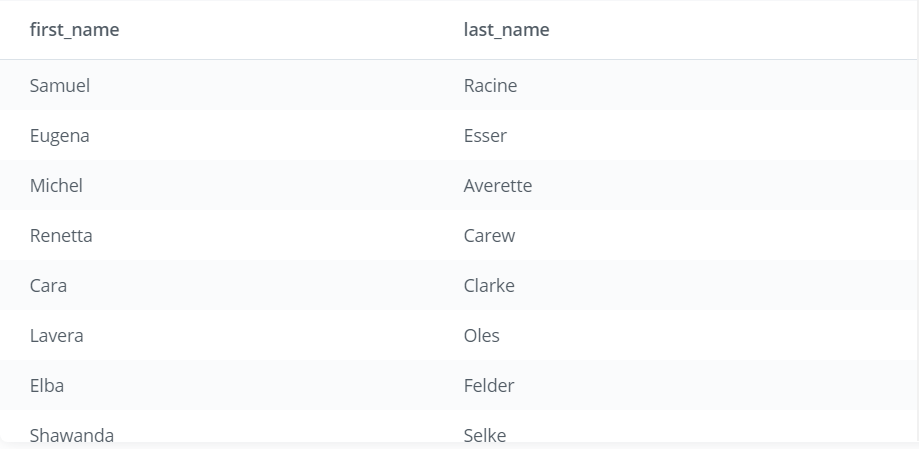 first_name last_name
Samuel Racine
Eugena Esser
Michel Averette
Renetta Carew
Cara Clarke
Lavera Oles
Elba Felder
Shawanda Selke